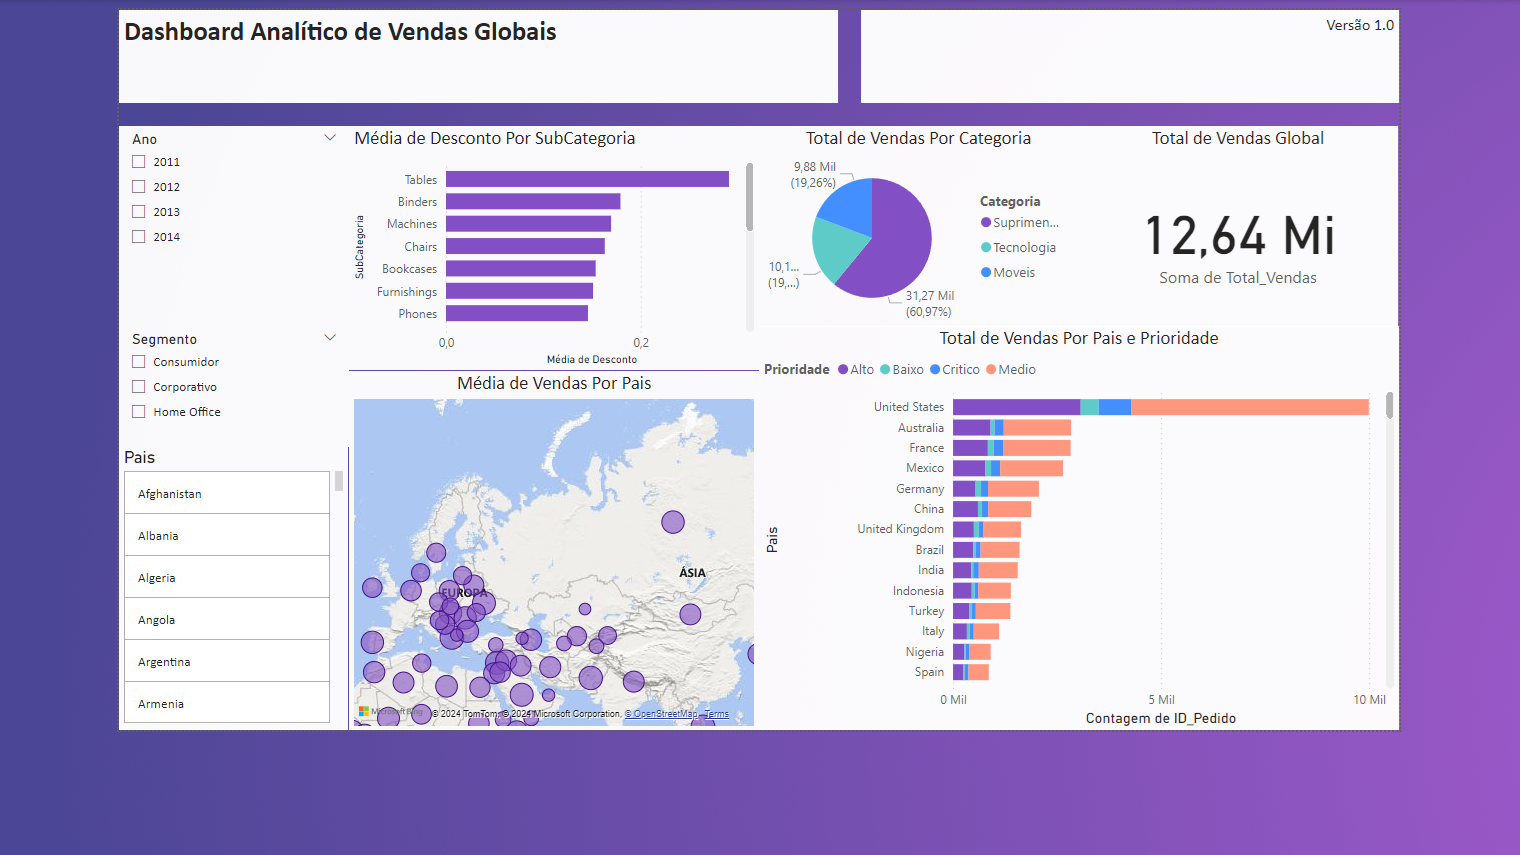 Dashboard Analítico de Vendas Globais
Versão 1.0
Ano
2011
2012
2013
2014
Segmento
Consumidor
Corporativo
Home Office
Pais
Afghanistan
Albania
Algeria
Angola
Argentina
Armenia
Média de Desconto Por SubCategoria
SubCategoria
Tables
Binders
Machines
Chairs
Bookcases
Furnishings
Phones
0,0
0,2
Média de Desconto
Total de Vendas Por Categoria
9,88 Mil
(19,26%)
10,1...
(19,...)
31,27 Mil
(60,97%)
Categoria
Suprimen...
Tecnologia
Moveis
Total de Vendas Global
12,64 Mi
Soma de Total_Vendas
Média de Vendas Por Pais
ÁSIA
EUROPA
Microsoft Bing
© 2024 TomTom, © 2024 Microsoft Corporation, © OpenStreetMap Terms
Total de Vendas Por Pais e Prioridade
Prioridade
Alto
Baixo
Critico
Medio
Pais
United States
Australia
France
Mexico
Germany
China
United Kingdom
Brazil
India
Indonesia
Turkey
Italy
Nigeria
Spain
0 Mil
5 Mil
10 Mil
Contagem de ID_Pedido